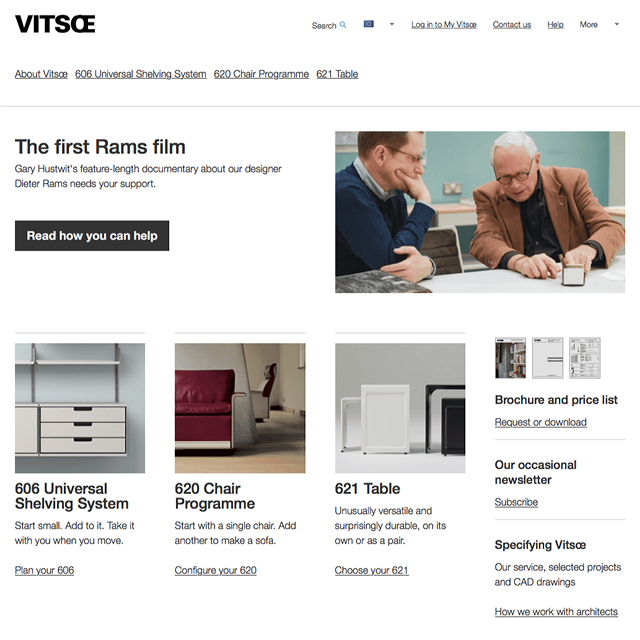 VITSŒ
Search
Log in to My Vitsœ
Contact us
Help
More
About Vitsœ
606 Universal Shelving System
620 Chair Programme
621 Table
The first Rams film
Gary Hustwit's feature-length documentary about our designer
Dieter Rams needs your support.
Read how you can help
606 Universal
Shelving System
Start small. Add to it. Take it
with you when you move.
Plan your 606
620 Chair
Programme
Start with a single chair. Add
another to make a sofa.
Configure your 620
621 Table
Unusually versatile and
surprisingly durable, on its
own or as a pair.
Choose your 621
Brochure and price list
Request or download
Our occasional
newsletter
Subscribe
Specifying Vitsœ
Our service, selected projects
and CAD drawings
How we work with architects